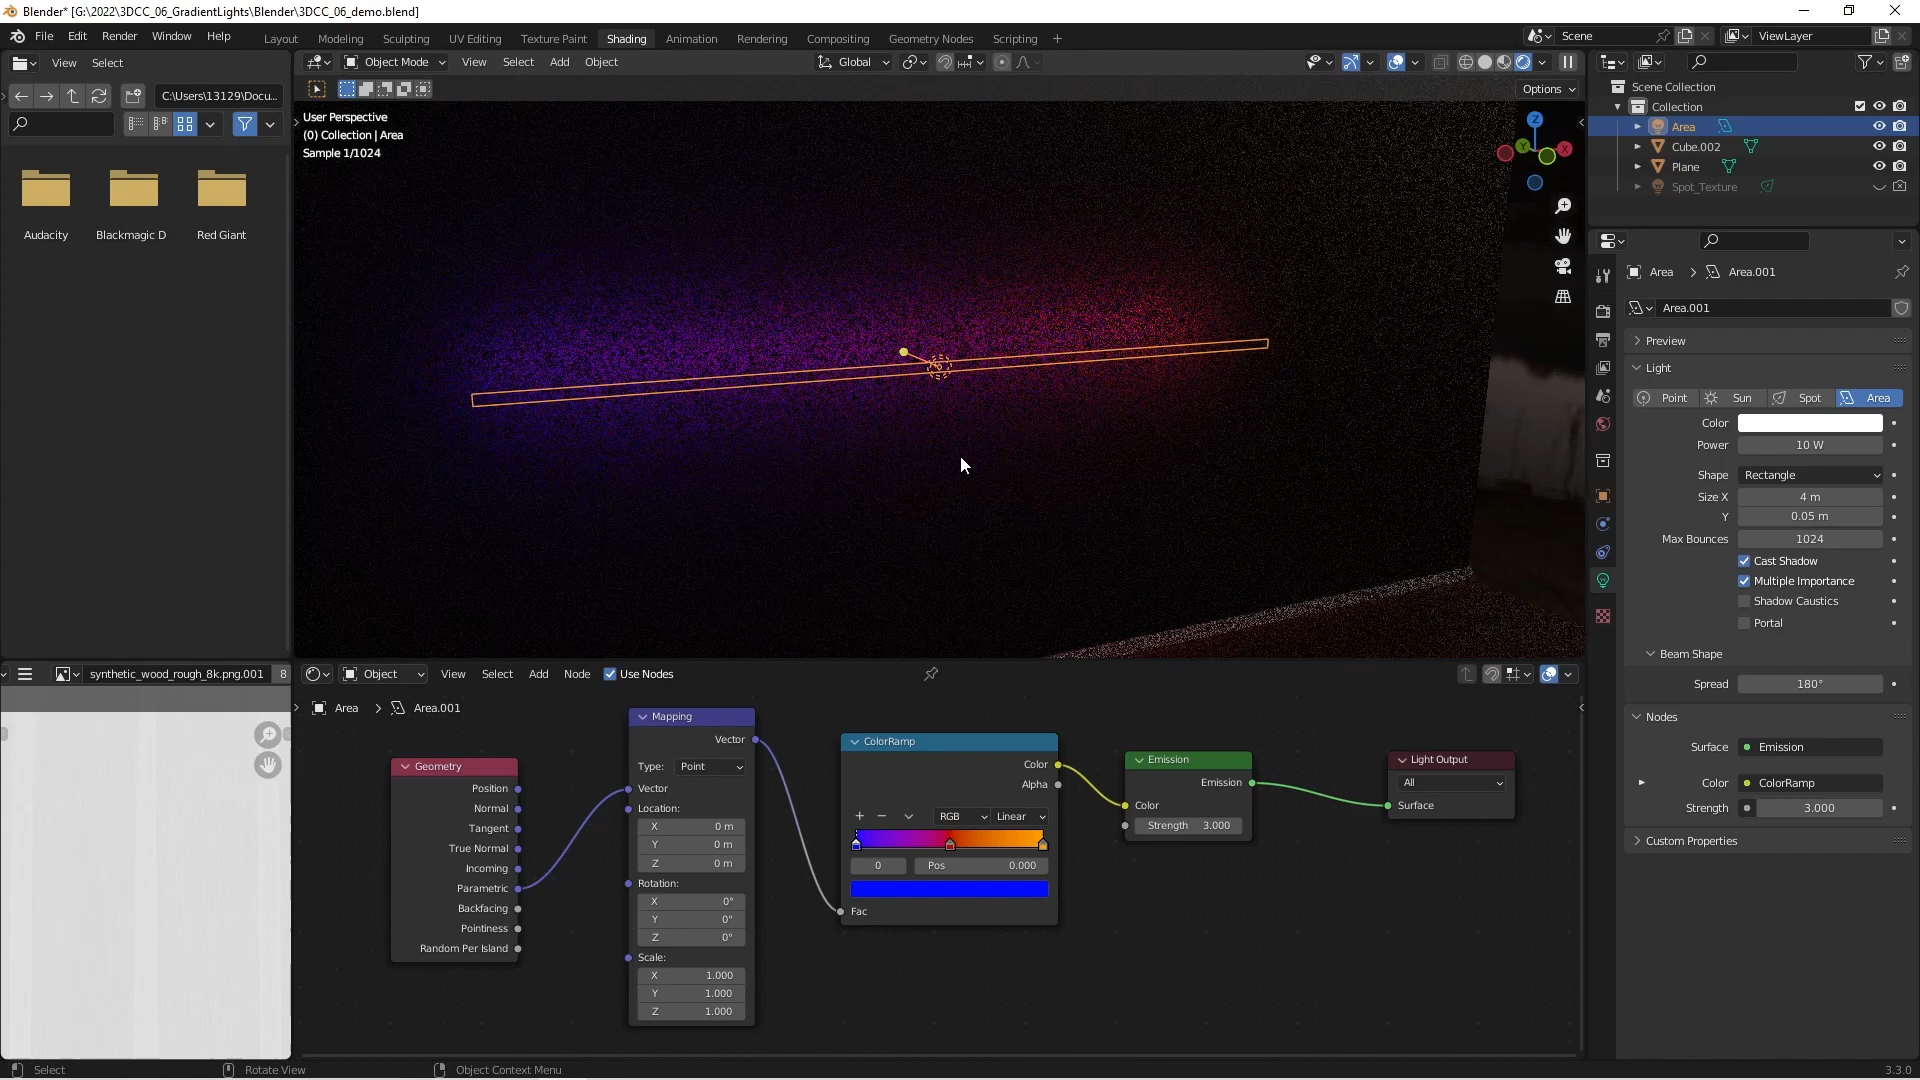 Blender* [G:\2022\3DCC_06_GradientLights\Blender\3DCC_06_demo.blend]
File Edit Render Window Help
Layout Modeling Sculpting UV Editing Texture Paint Shading Animation Rendering Compositing Geometry Nodes Scripting +
Scene
ViewLayer
View Select
C:\Users\13129\Docu...
Audacity Blackmagic D Red Giant
Object Mode View Select Add Object
Global
Options
User Perspective
(0) Collection | Area
Sample 1/1024
Z
Y
X
Scene Collection
Collection
Area
Cube.002
Plane
Spot_Texture
Area > Area.001
Area.001
Preview
Light
Point Sun Spot Area
Color
Power 10 W
Shape Rectangle
Size X 4 m
Y 0.05 m
Max Bounces 1024
Cast Shadow
Multiple Importance
Shadow Caustics
Portal
Beam Shape
Spread 180°
Nodes
Surface Emission
Color ColorRamp
Strength 3.000
Custom Properties
synthetic_wood_rough_8k.png.001 8
Object View Select Add Node Use Nodes
Area > Area.001
Geometry
Position
Normal
Tangent
True Normal
Incoming
Parametric
Backfacing
Pointiness
Random Per Island
Mapping
Vector
Type: Point
Vector
Location:
X 0 m
Y 0 m
Z 0 m
Rotation:
X 0°
Y 0°
Z 0°
Scale:
X 1.000
Y 1.000
Z 1.000
ColorRamp
Color
Alpha
RGB Linear
0 Pos 0.000
Fac
Emission
Emission
Color
Strength 3.000
Light Output
All
Surface
Select Rotate View Object Context Menu 3.3.0